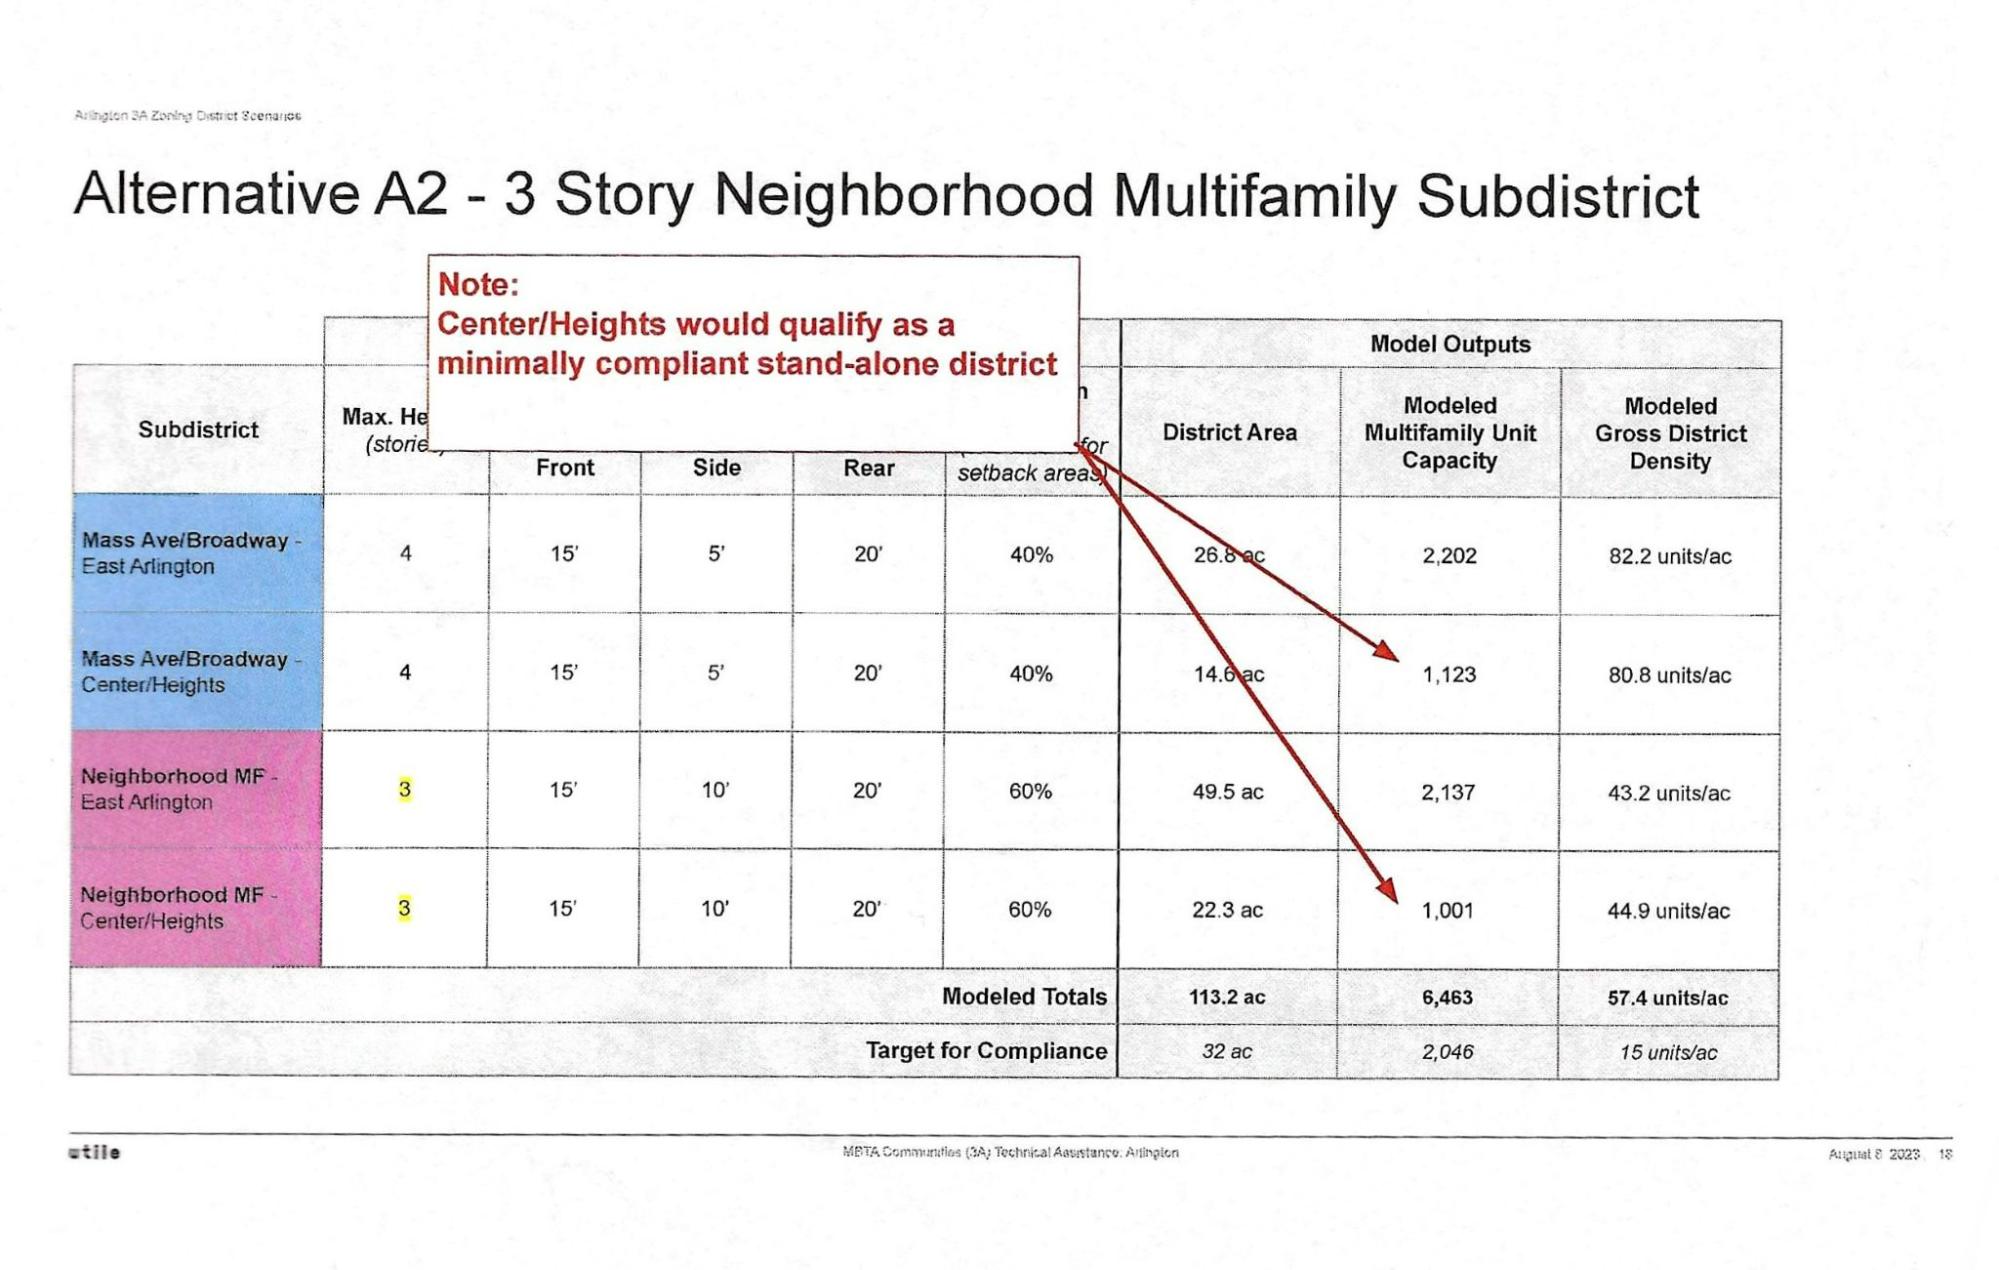 Arlington 3A Zoning District Scenarios
Alternative A2 - 3 Story Neighborhood Multifamily Subdistrict
Note:
Center/Heights would qualify as a
minimally compliant stand-alone district
Model Outputs
Subdistrict
Max. He
(stories)
Front
Side
Rear
n
for
setback areas)
District Area
Modeled
Multifamily Unit
Capacity
Modeled
Gross District
Density
Mass Ave/Broadway -
East Arlington
4 15' 5' 20' 40% 26.8 ac 2,202 82.2 units/ac
Mass Ave/Broadway -
Center/Heights
4 15' 5' 20' 40% 14.6 ac 1,123 80.8 units/ac
Neighborhood MF -
East Arlington
3 15' 10' 20' 60% 49.5 ac 2,137 43.2 units/ac
Neighborhood MF -
Center/Heights
3 15' 10' 20' 60% 22.3 ac 1,001 44.9 units/ac
Modeled Totals 113.2 ac 6,463 57.4 units/ac
Target for Compliance 32 ac 2,046 15 units/ac
utile
MBTA Communities (3A) Technical Assistance: Arlington
August 8 2023 18